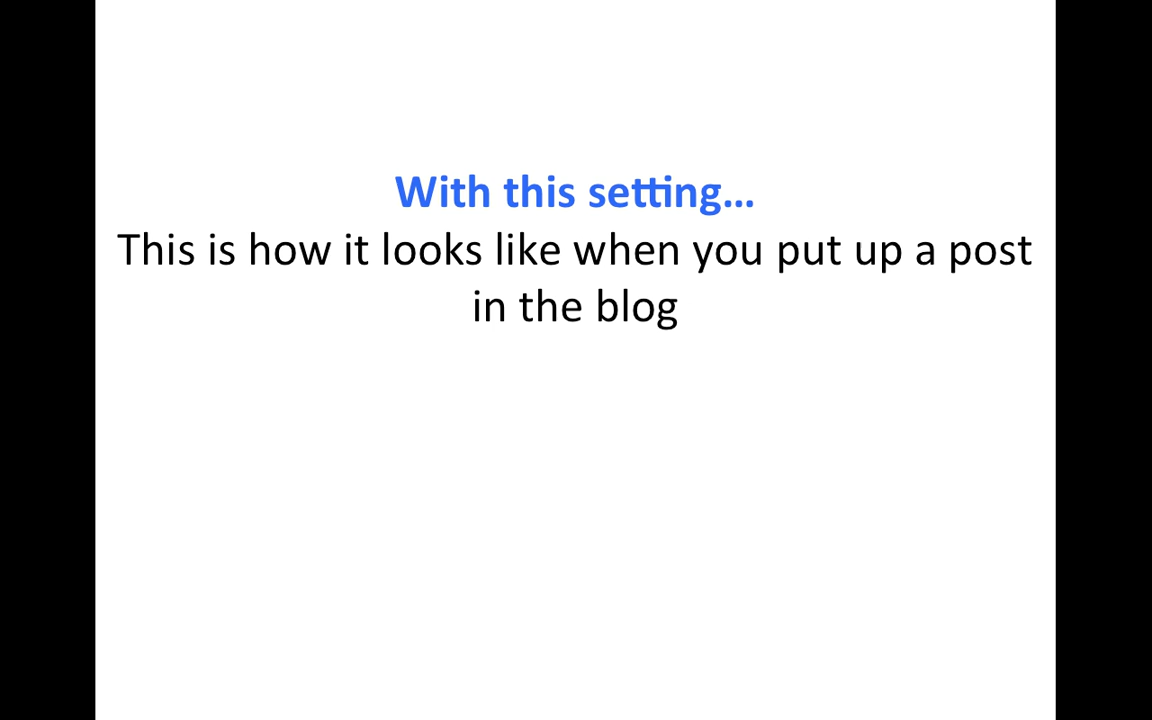 With this setting...
This is how it looks like when you put up a post
in the blog